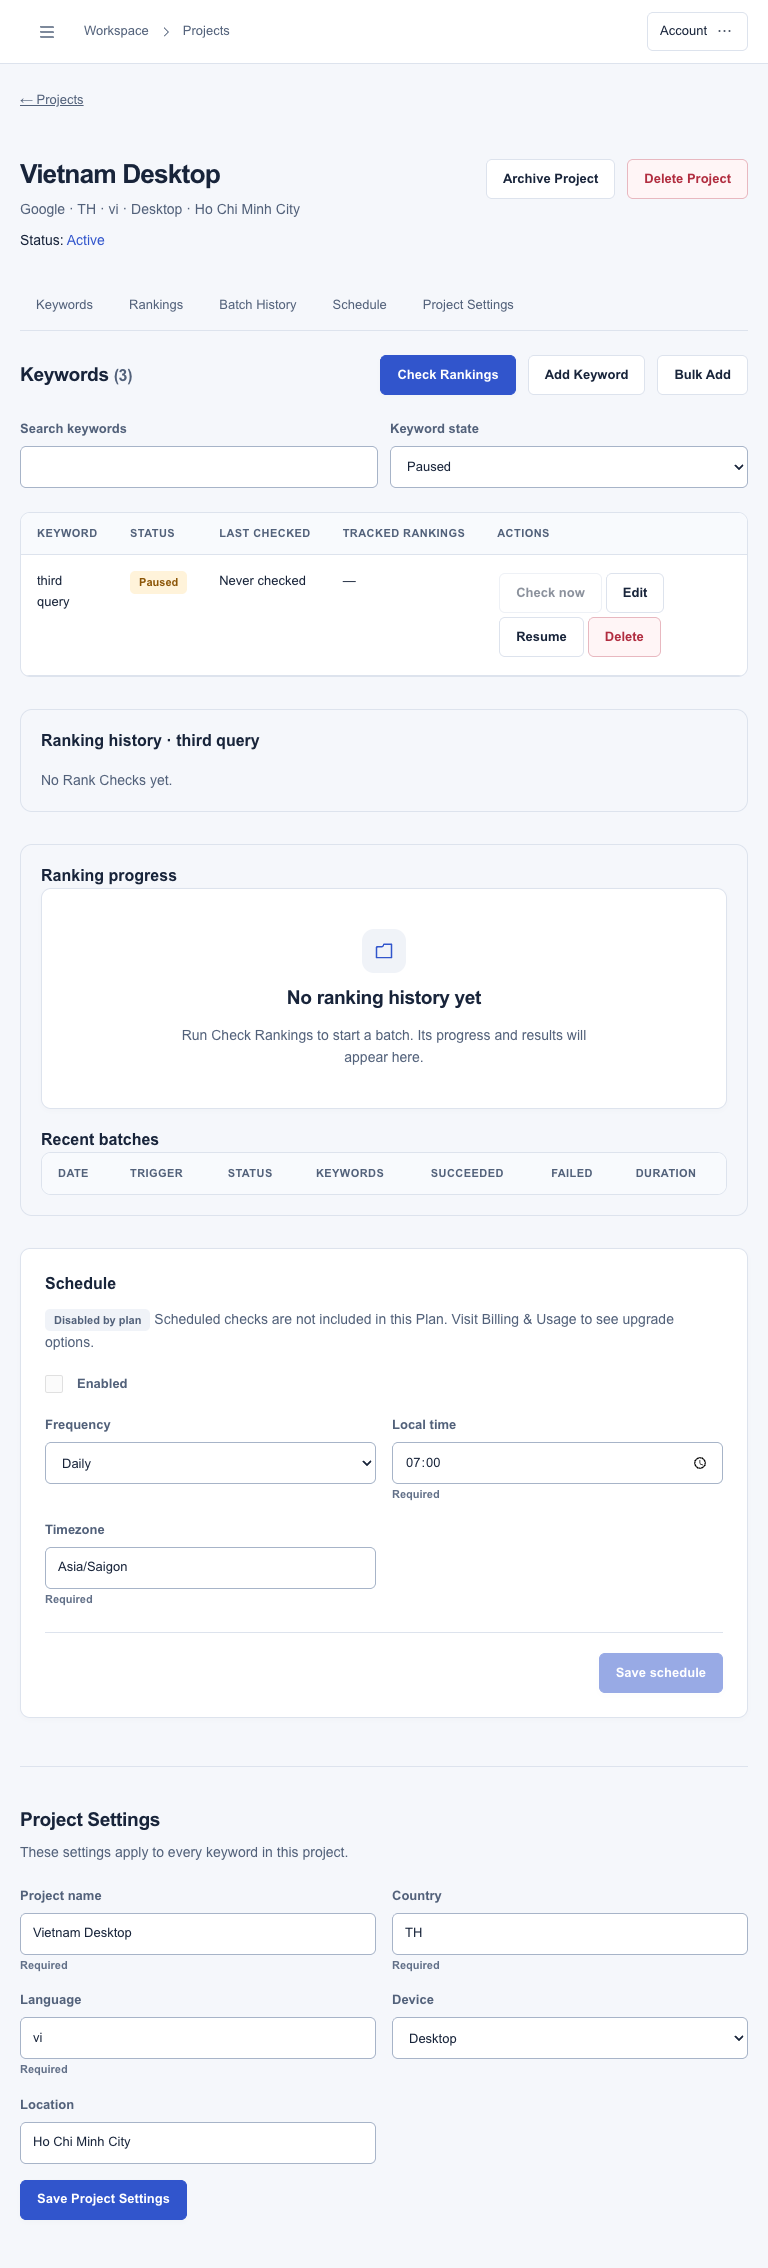 Workspace > Projects
Account ···
← Projects
Vietnam Desktop
Archive Project
Delete Project
Google · TH · vi · Desktop · Ho Chi Minh City
Status: Active
Keywords Rankings Batch History Schedule Project Settings
Keywords (3)
Check Rankings
Add Keyword
Bulk Add
Search keywords
Keyword state
Paused
KEYWORD STATUS LAST CHECKED TRACKED RANKINGS ACTIONS
third
query
Paused
Never checked
—
Check now
Edit
Resume
Delete
Ranking history · third query
No Rank Checks yet.
Ranking progress
No ranking history yet
Run Check Rankings to start a batch. Its progress and results will
appear here.
Recent batches
DATE TRIGGER STATUS KEYWORDS SUCCEEDED FAILED DURATION
Schedule
Disabled by plan Scheduled checks are not included in this Plan. Visit Billing & Usage to see upgrade
options.
Enabled
Frequency
Daily
Local time
07:00
Required
Timezone
Asia/Saigon
Required
Save schedule
Project Settings
These settings apply to every keyword in this project.
Project name
Vietnam Desktop
Required
Country
TH
Required
Language
vi
Required
Device
Desktop
Location
Ho Chi Minh City
Save Project Settings